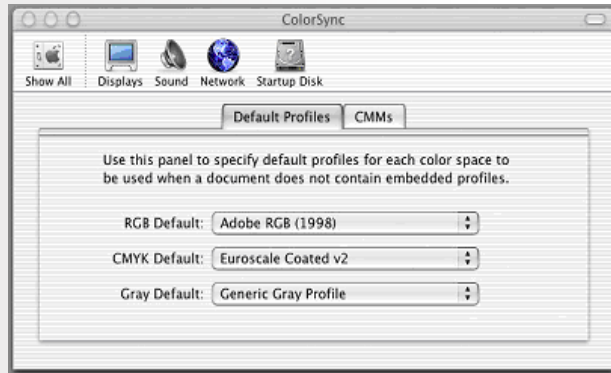 ColorSync
Show All Displays Sound Network Startup Disk
Default Profiles CMMs
Use this panel to specify default profiles for each color space to
be used when a document does not contain embedded profiles.
RGB Default: Adobe RGB (1998)
CMYK Default: Euroscale Coated v2
Gray Default: Generic Gray Profile